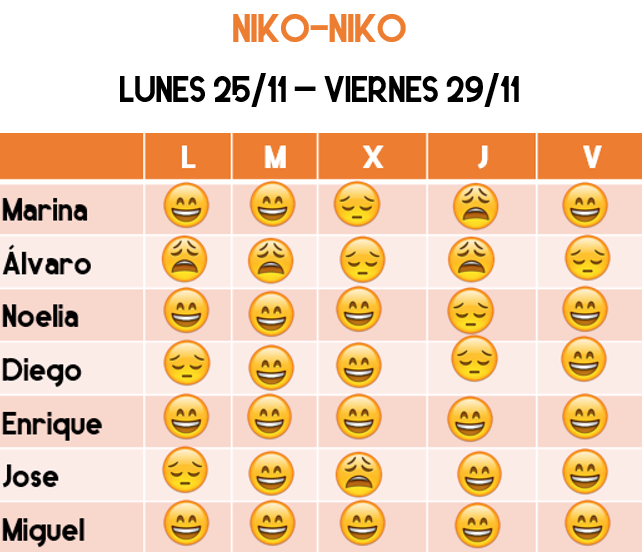 NIKO-NIKO
LUNES 25/11 – VIERNES 29/11
L M X J V
Marina
Álvaro
Noelia
Diego
Enrique
Jose
Miguel